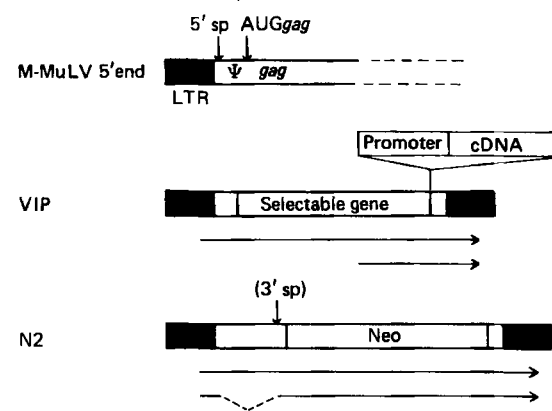 5′ sp AUGgag
M-MuLV 5′end
Ψ gag
LTR
Promoter cDNA
VIP
Selectable gene
(3′ sp)
N2
Neo